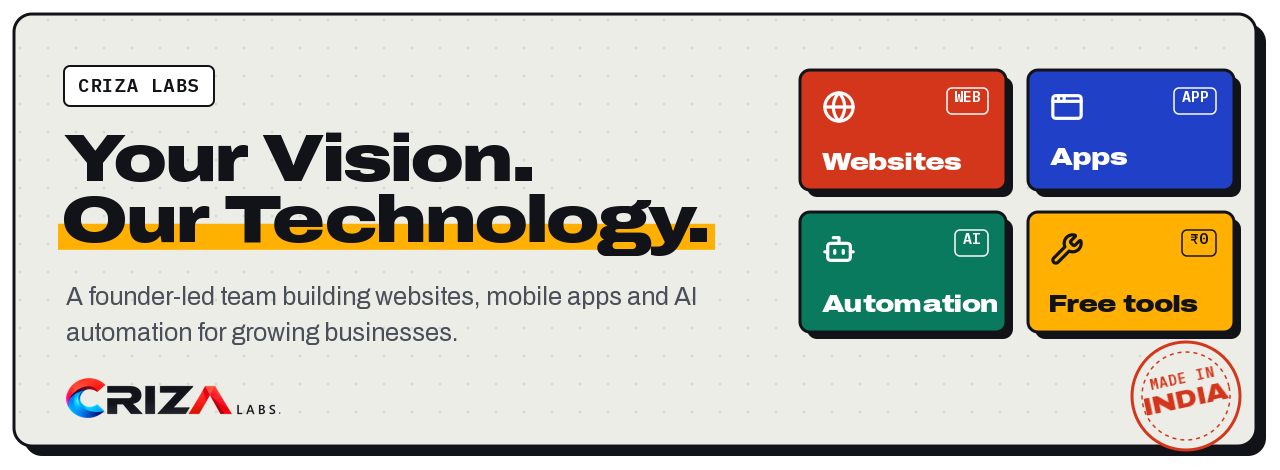 CRIZA LABS
Your Vision.
Our Technology.
A founder-led team building websites, mobile apps and AI
automation for growing businesses.
CRIZA LABS.
WEB
Websites
APP
Apps
AI
Automation
₹0
Free tools
MADE IN
INDIA